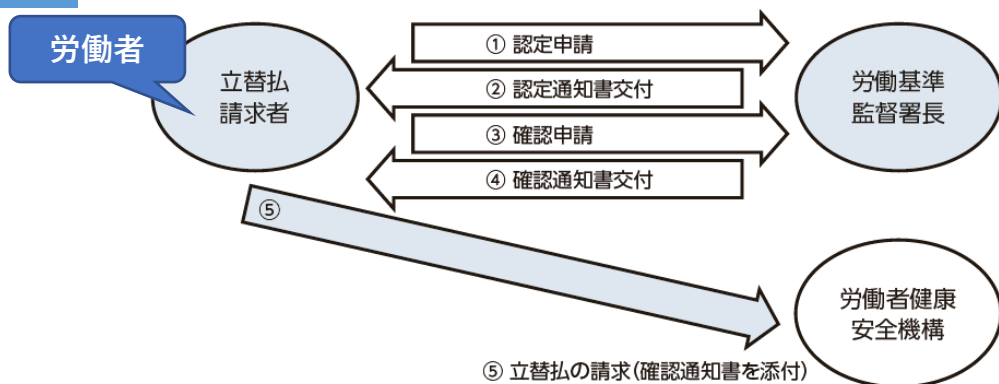 労働者
立替払
請求者
① 認定申請
② 認定通知書交付
③ 確認申請
④ 確認通知書交付
労働基準
監督署長
⑤
労働者健康
安全機構
⑤ 立替払の請求(確認通知書を添付)